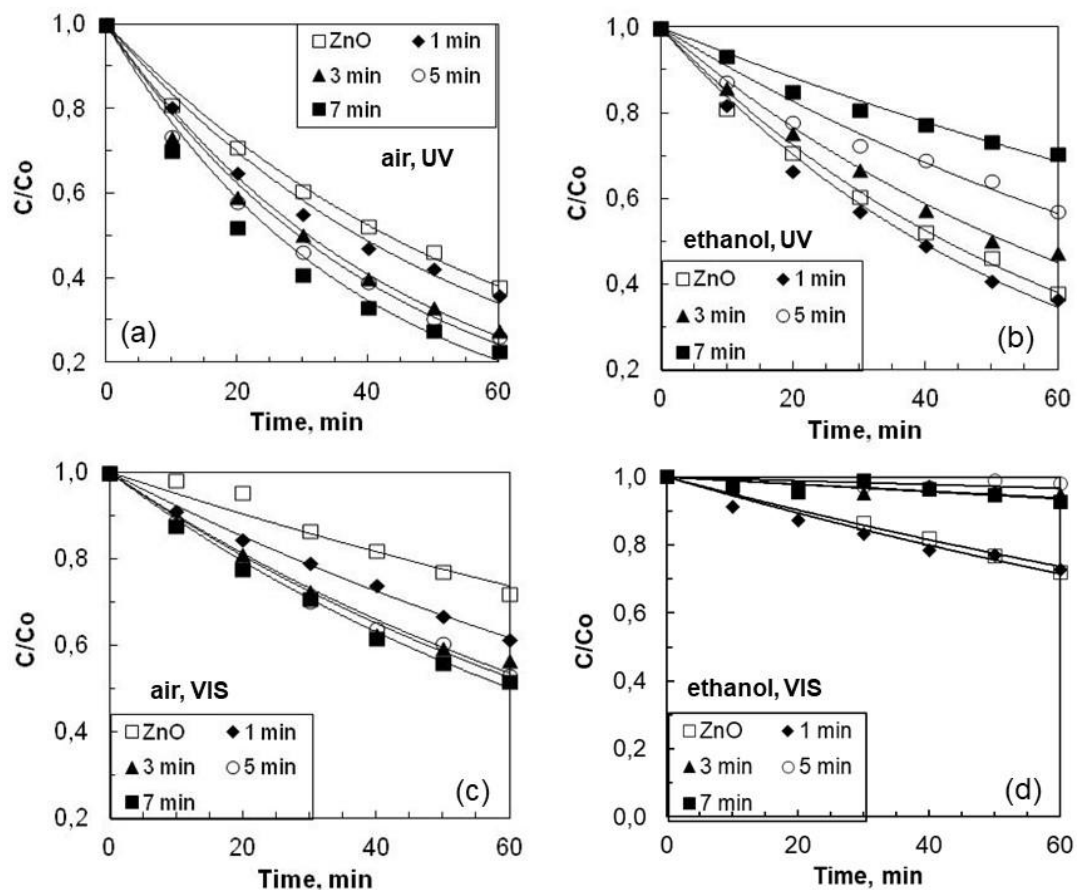 1,0
0,8
0,6
0,4
0,2
C/Co
ZnO
1 min
3 min
5 min
7 min
air, UV
(a)
0
20
40
60
Time, min
1,0
0,8
0,6
0,4
0,2
C/Co
ethanol, UV
ZnO
1 min
3 min
5 min
7 min
(b)
0
20
40
60
Time, min
1,0
0,8
0,6
0,4
0,2
C/Co
air, VIS
ZnO
1 min
3 min
5 min
7 min
(c)
0
20
40
60
Time, min
1,0
0,8
0,6
0,4
0,2
0,0
C/Co
ethanol, VIS
ZnO
1 min
3 min
5 min
7 min
(d)
0
20
40
60
Time, min